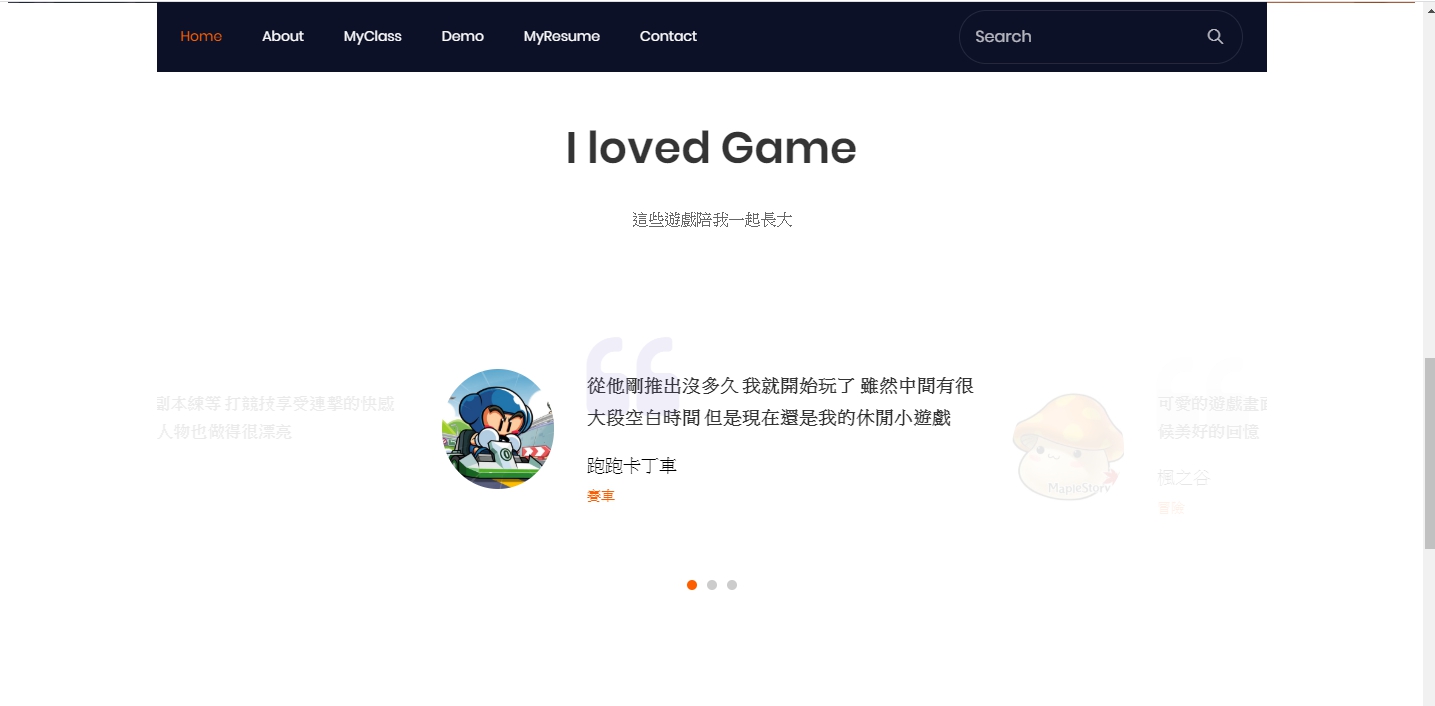 Home About MyClass Demo MyResume Contact Search
I loved Game
這些遊戲陪我一起長大
副本練等 打競技享受連擊的快感
人物也做得很漂亮
從他剛推出沒多久 我就開始玩了 雖然中間有很
大段空白時間 但是現在還是我的休閒小遊戲
跑跑卡丁車
賽車
可愛的遊戲畫面
候美好的回憶
MapleStory
楓之谷
冒險